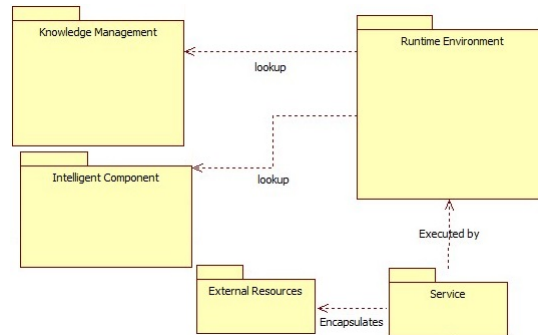 Knowledge Management
Runtime Environment
lookup
Intelligent Component
lookup
Executed by
External Resources
Service
Encapsulates